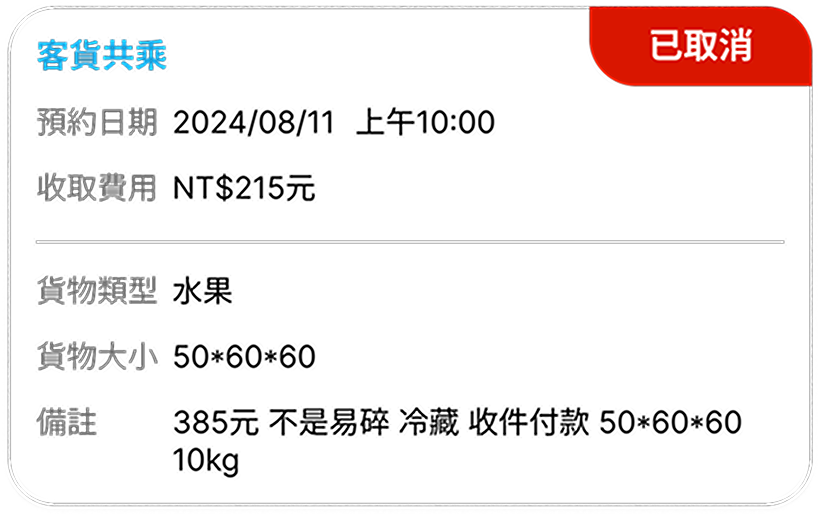 客貨共乘
已取消
預約日期 2024/08/11 上午10:00
收取費用 NT$215元
貨物類型 水果
貨物大小 50*60*60
備註 385元 不是易碎 冷藏 收件付款 50*60*60
10kg